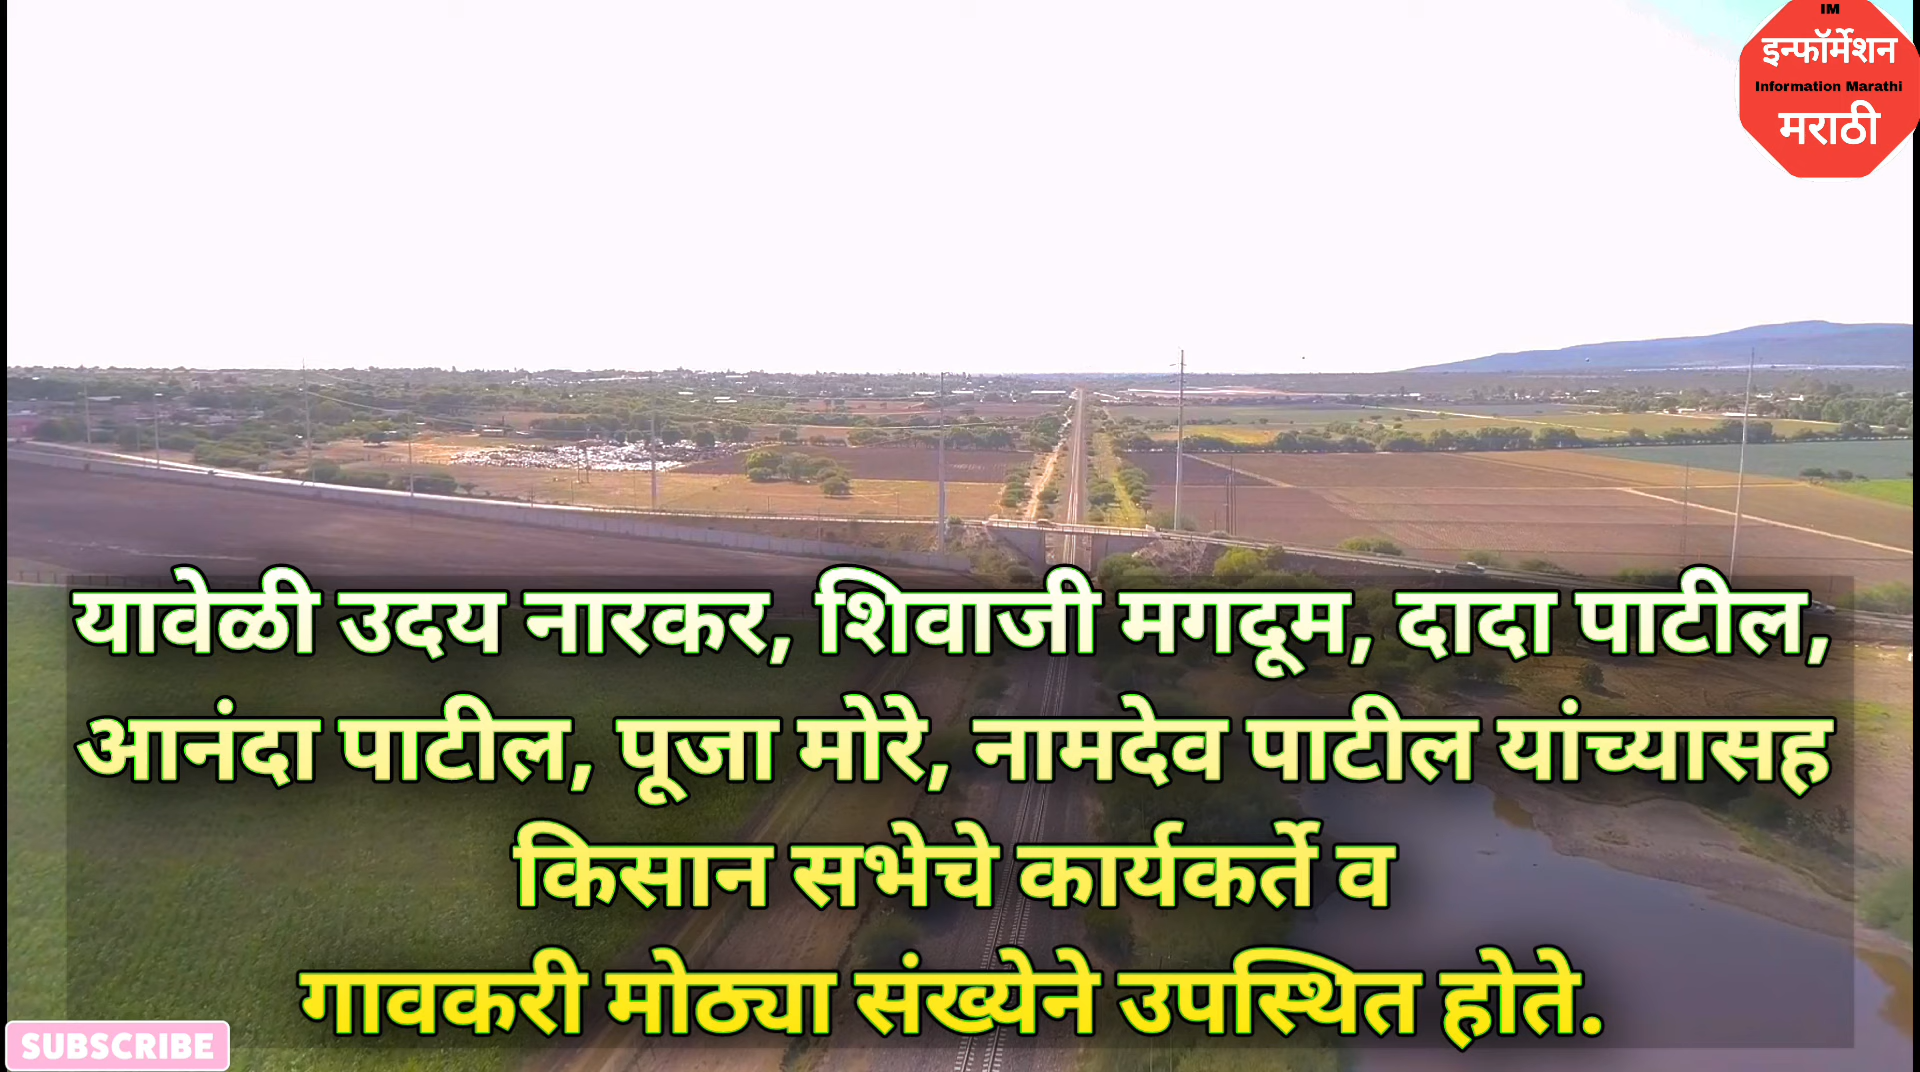 IM
इन्फॉर्मेशन
Information Marathi
मराठी
यावेळी उदय नारकर, शिवाजी मगदूम, दादा पाटील,
आनंदा पाटील, पूजा मोरे, नामदेव पाटील यांच्यासह
किसान सभेचे कार्यकर्ते व
गावकरी मोठ्या संख्येने उपस्थित होते.
SUBSCRIBE